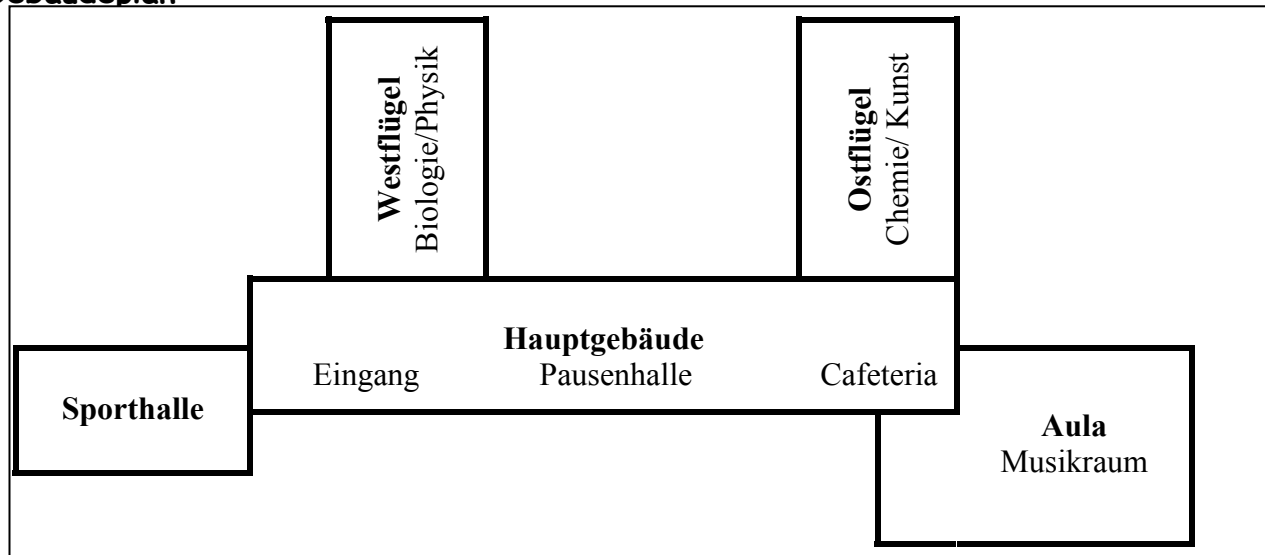 Westflügel
Biologie/Physik
Ostflügel
Chemie/ Kunst
Hauptgebäude
Eingang Pausenhalle Cafeteria
Sporthalle
Aula
Musikraum